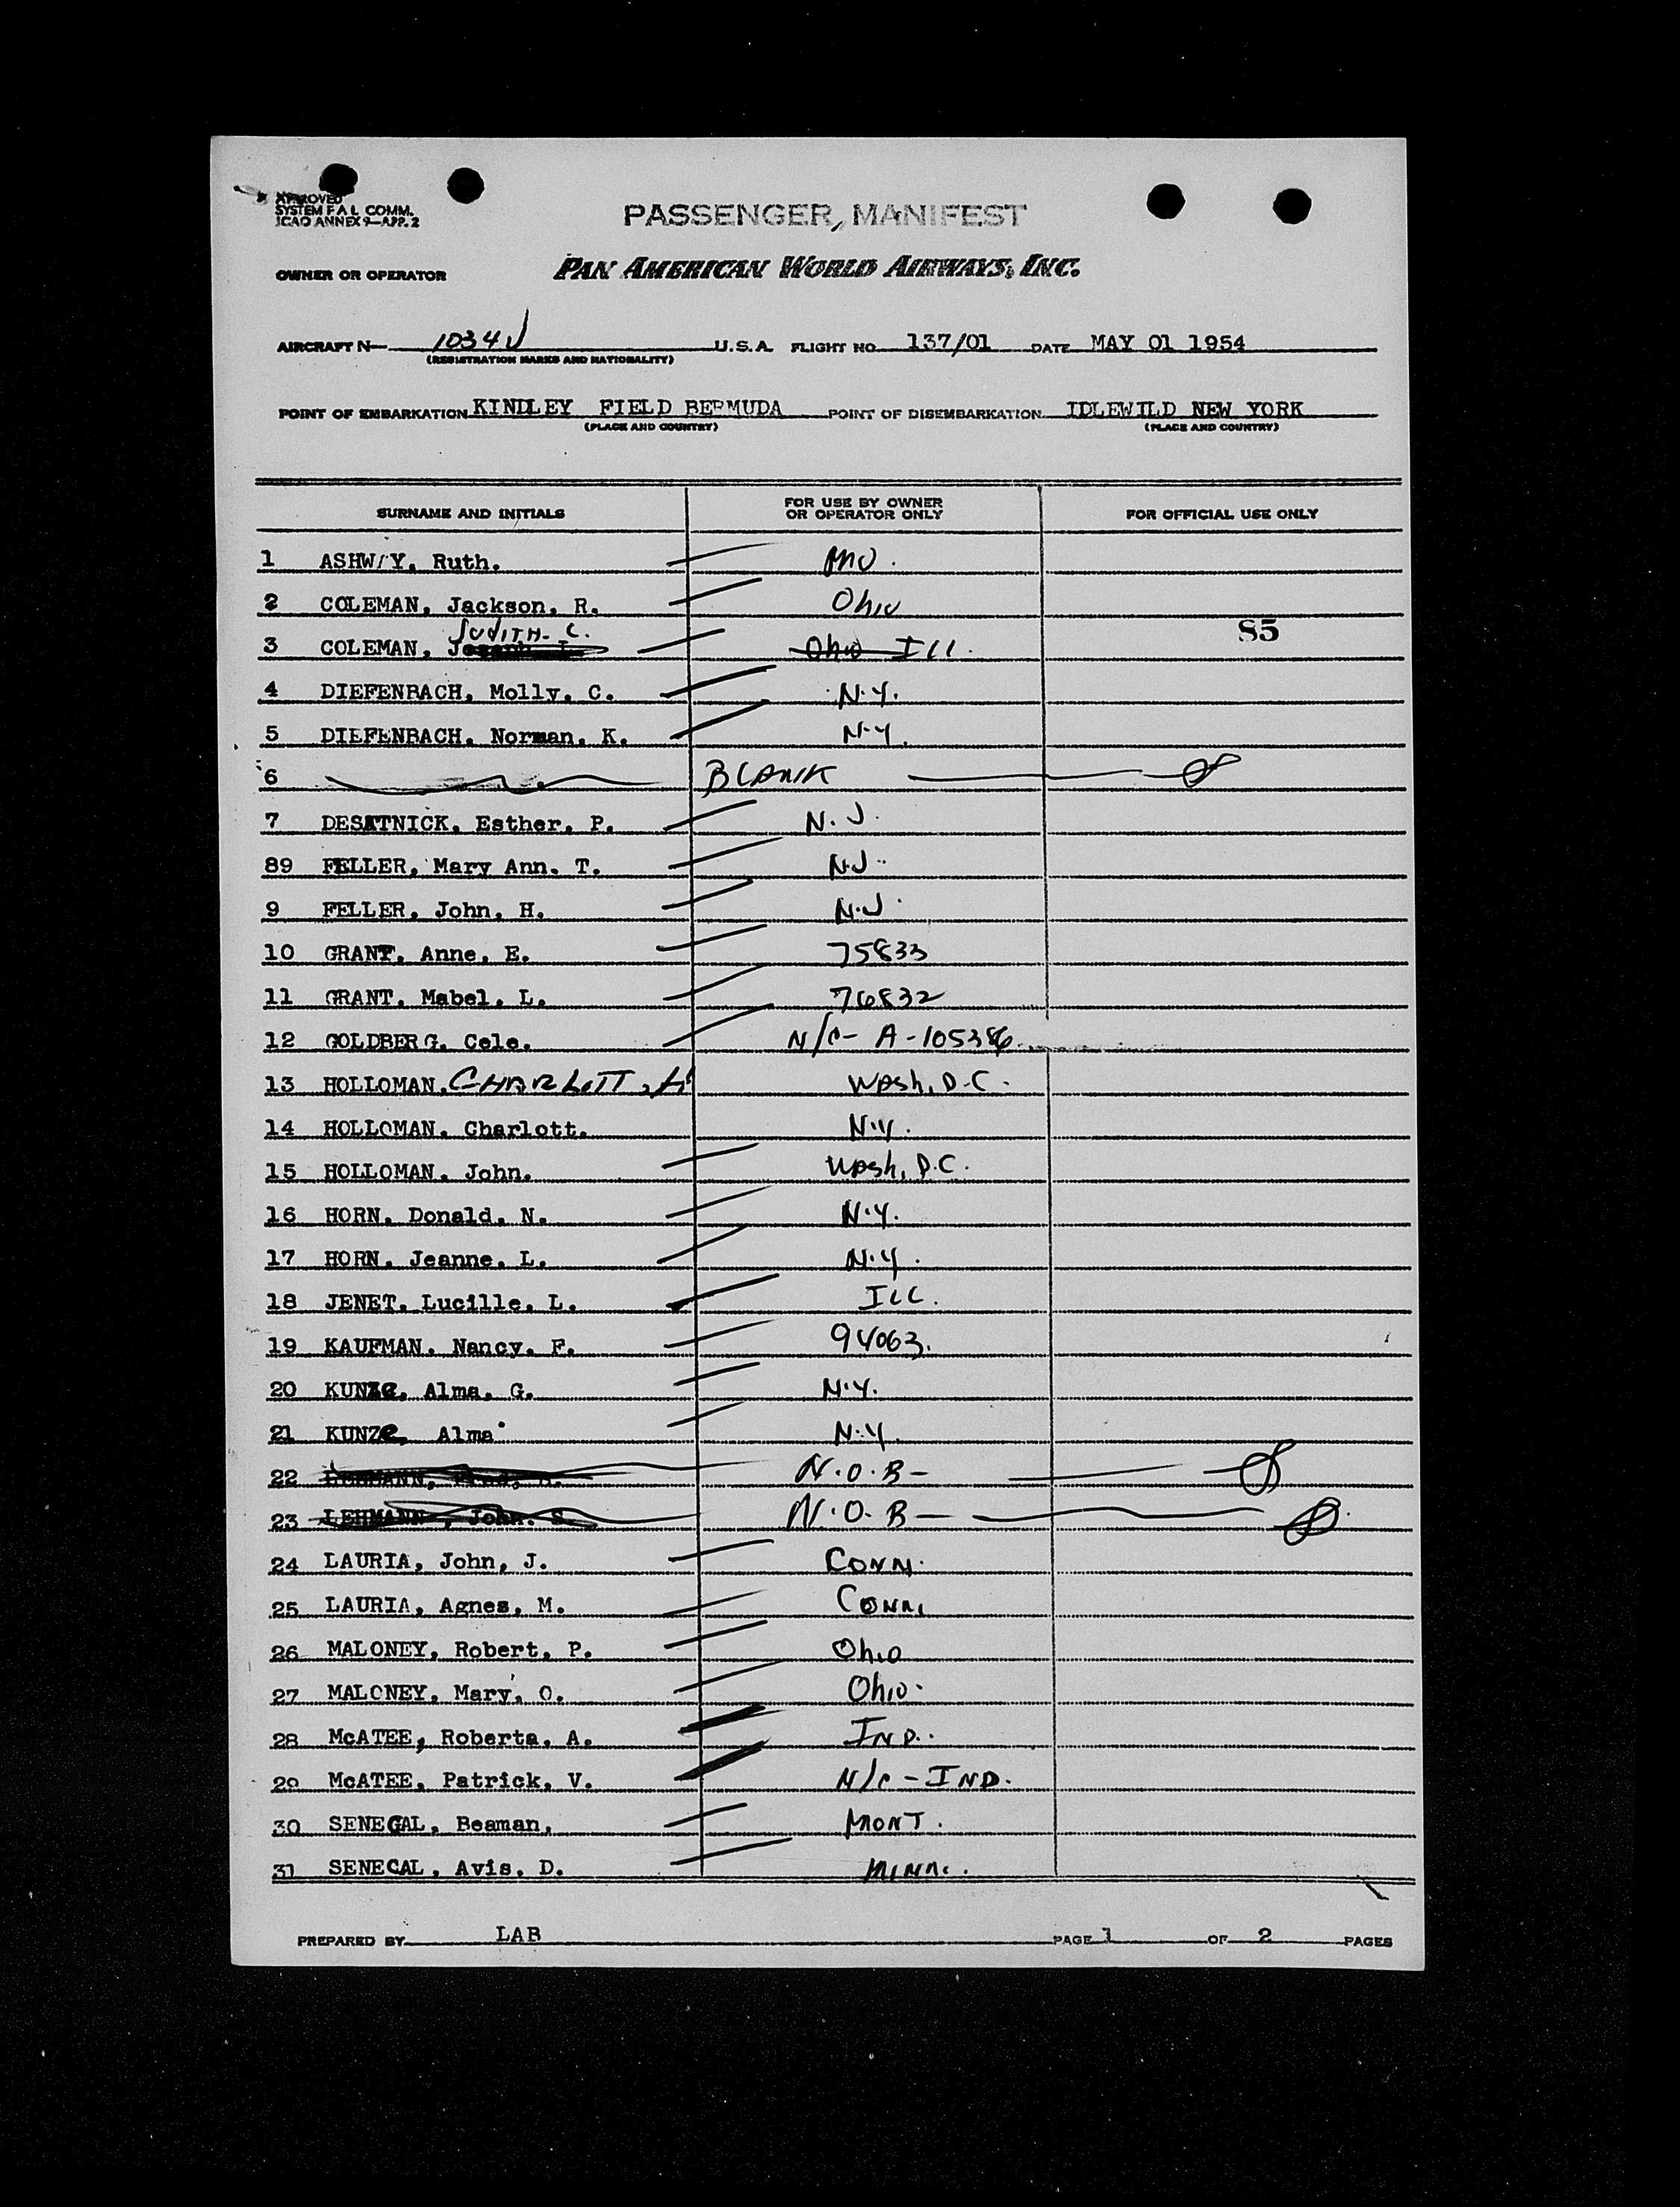 APPROVED
SYSTEM F A L COMM.
ICAO ANNEX 9—APP. 2
PASSENGER, MANIFEST
OWNER OR OPERATOR PAN AMERICAN WORLD AIRWAYS, INC.
AIRCRAFT N— 1034V U.S.A. FLIGHT NO. 137/01 DATE MAY 01 1954
(REGISTRATION MARKS AND NATIONALITY)
POINT OF EMBARKATION KINDLEY FIELD BERMUDA POINT OF DISEMBARKATION IDLEWILD NEW YORK
(PLACE AND COUNTRY) (PLACE AND COUNTRY)
SURNAME AND INITIALS FOR USE BY OWNER OR OPERATOR ONLY FOR OFFICIAL USE ONLY
1 ASHW/Y, Ruth. MO.
2 COLEMAN, Jackson, R. Ohio
3 COLEMAN, JUDITH. C. Ohio Ill. 85
4 DIEFENBACH, Molly, C. N.Y.
5 DIEFENBACH, Norman, K. N.Y.
6 BLANK
7 DESATNICK, Esther, P. N.J.
89 FELLER, Mary Ann. T. N.J.
9 FELLER, John, H. N.J.
10 GRANT, Anne, E. 75833
11 GRANT, Mabel, L. 76832
12 GOLDBERG, Cele. N/C- A-105386
13 HOLLOMAN, CHARLOTT, H Wash, D.C.
14 HOLLOMAN, Charlott. N.Y.
15 HOLLOMAN, John. Wash, D.C.
16 HORN, Donald, N. N.Y.
17 HORN, Jeanne, L. N.Y.
18 JENET, Lucille, L. ILL.
19 KAUFMAN, Nancy, F. 94063.
20 KUNZe, Alma, G. N.Y.
21 KUNZe, Alma N.Y.
22 LEHMANN, N.O.B-
23 LEHMANN, John. S. N.O.B-
24 LAURIA, John, J. CONN.
25 LAURIA, Agnes, M. CONN.
26 MALONEY, Robert, P. Ohio
27 MALONEY, Mary, O. Ohio.
28 McATEE, Roberta, A. IND.
29 McATEE, Patrick, V. N/C - IND.
30 SENEGAL, Beaman, MONT.
31 SENECAL, Avis, D. MINN.
PREPARED BY LAB PAGE 1 OF 2 PAGES